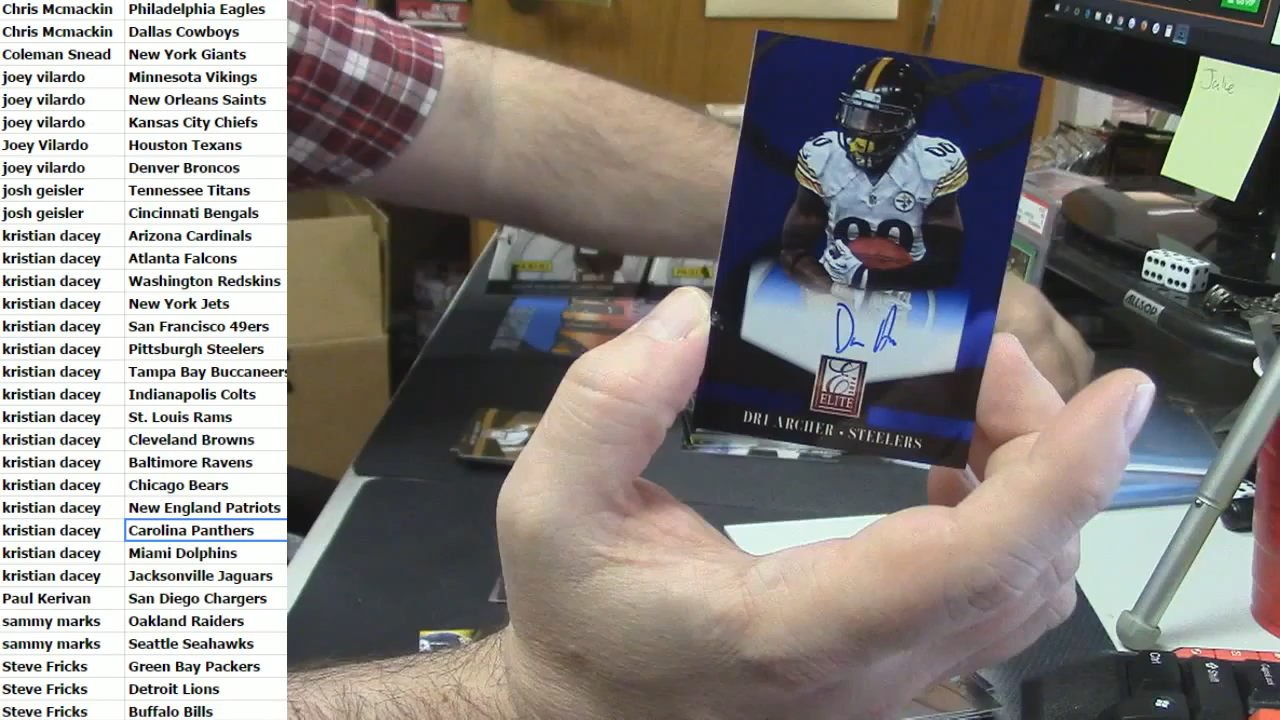 Chris Mcmackin Philadelphia Eagles
Chris Mcmackin Dallas Cowboys
Coleman Snead New York Giants
joey vilardo Minnesota Vikings
joey vilardo New Orleans Saints
joey vilardo Kansas City Chiefs
Joey Vilardo Houston Texans
joey vilardo Denver Broncos
josh geisler Tennessee Titans
josh geisler Cincinnati Bengals
kristian dacey Arizona Cardinals
kristian dacey Atlanta Falcons
kristian dacey Washington Redskins
kristian dacey New York Jets
kristian dacey San Francisco 49ers
kristian dacey Pittsburgh Steelers
kristian dacey Tampa Bay Buccaneers
kristian dacey Indianapolis Colts
kristian dacey St. Louis Rams
kristian dacey Cleveland Browns
kristian dacey Baltimore Ravens
kristian dacey Chicago Bears
kristian dacey New England Patriots
kristian dacey Carolina Panthers
kristian dacey Miami Dolphins
kristian dacey Jacksonville Jaguars
Paul Kerivan San Diego Chargers
sammy marks Oakland Raiders
sammy marks Seattle Seahawks
Steve Fricks Green Bay Packers
Steve Fricks Detroit Lions
Steve Fricks Buffalo Bills
ELITE
DRI ARCHER • STEELERS
Julie
ALLSOP
Ctrl
Shift